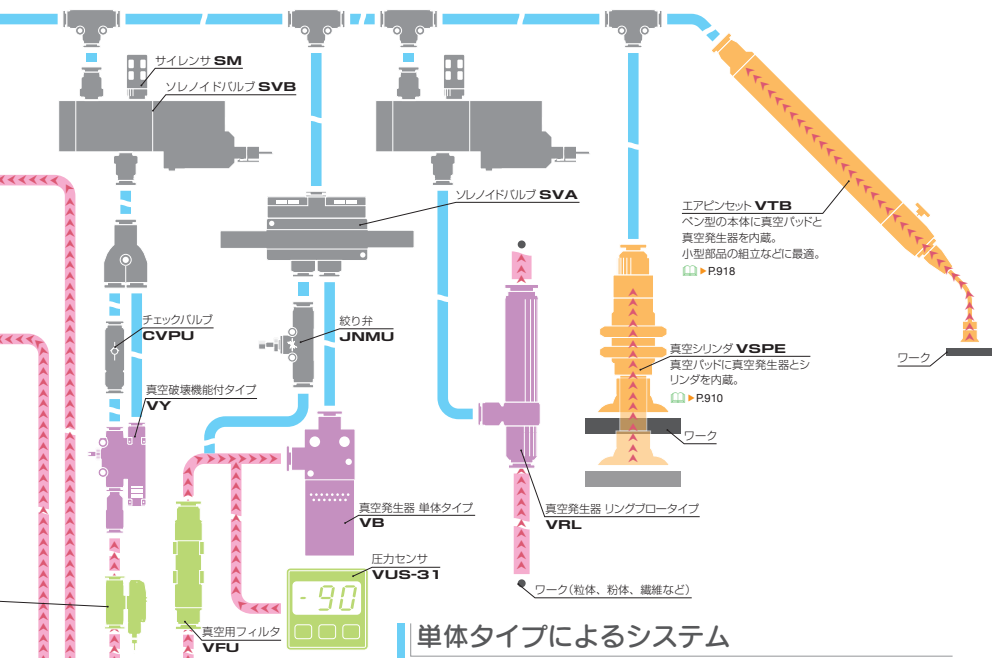 サイレンサ SM
ソレノイドバルブ SVB
ソレノイドバルブ SVA
エアピンセット VTB
ペン型の本体に真空パッドと
真空発生器を内蔵。
小型部品の組立などに最適。
▶P.918
チェックバルブ
CVPU
絞り弁
JNMU
真空シリンダ VSPE
真空パッドに真空発生器とシ
リンダを内蔵。
▶P.910
ワーク
真空破壊機能付タイプ
VY
ワーク
真空発生器 単体タイプ
VB
真空発生器 リングブロータイプ
VRL
圧力センサ
VUS-31
-90
ワーク(粒体、粉体、繊維など)
真空用フィルタ
VFU
単体タイプによるシステム